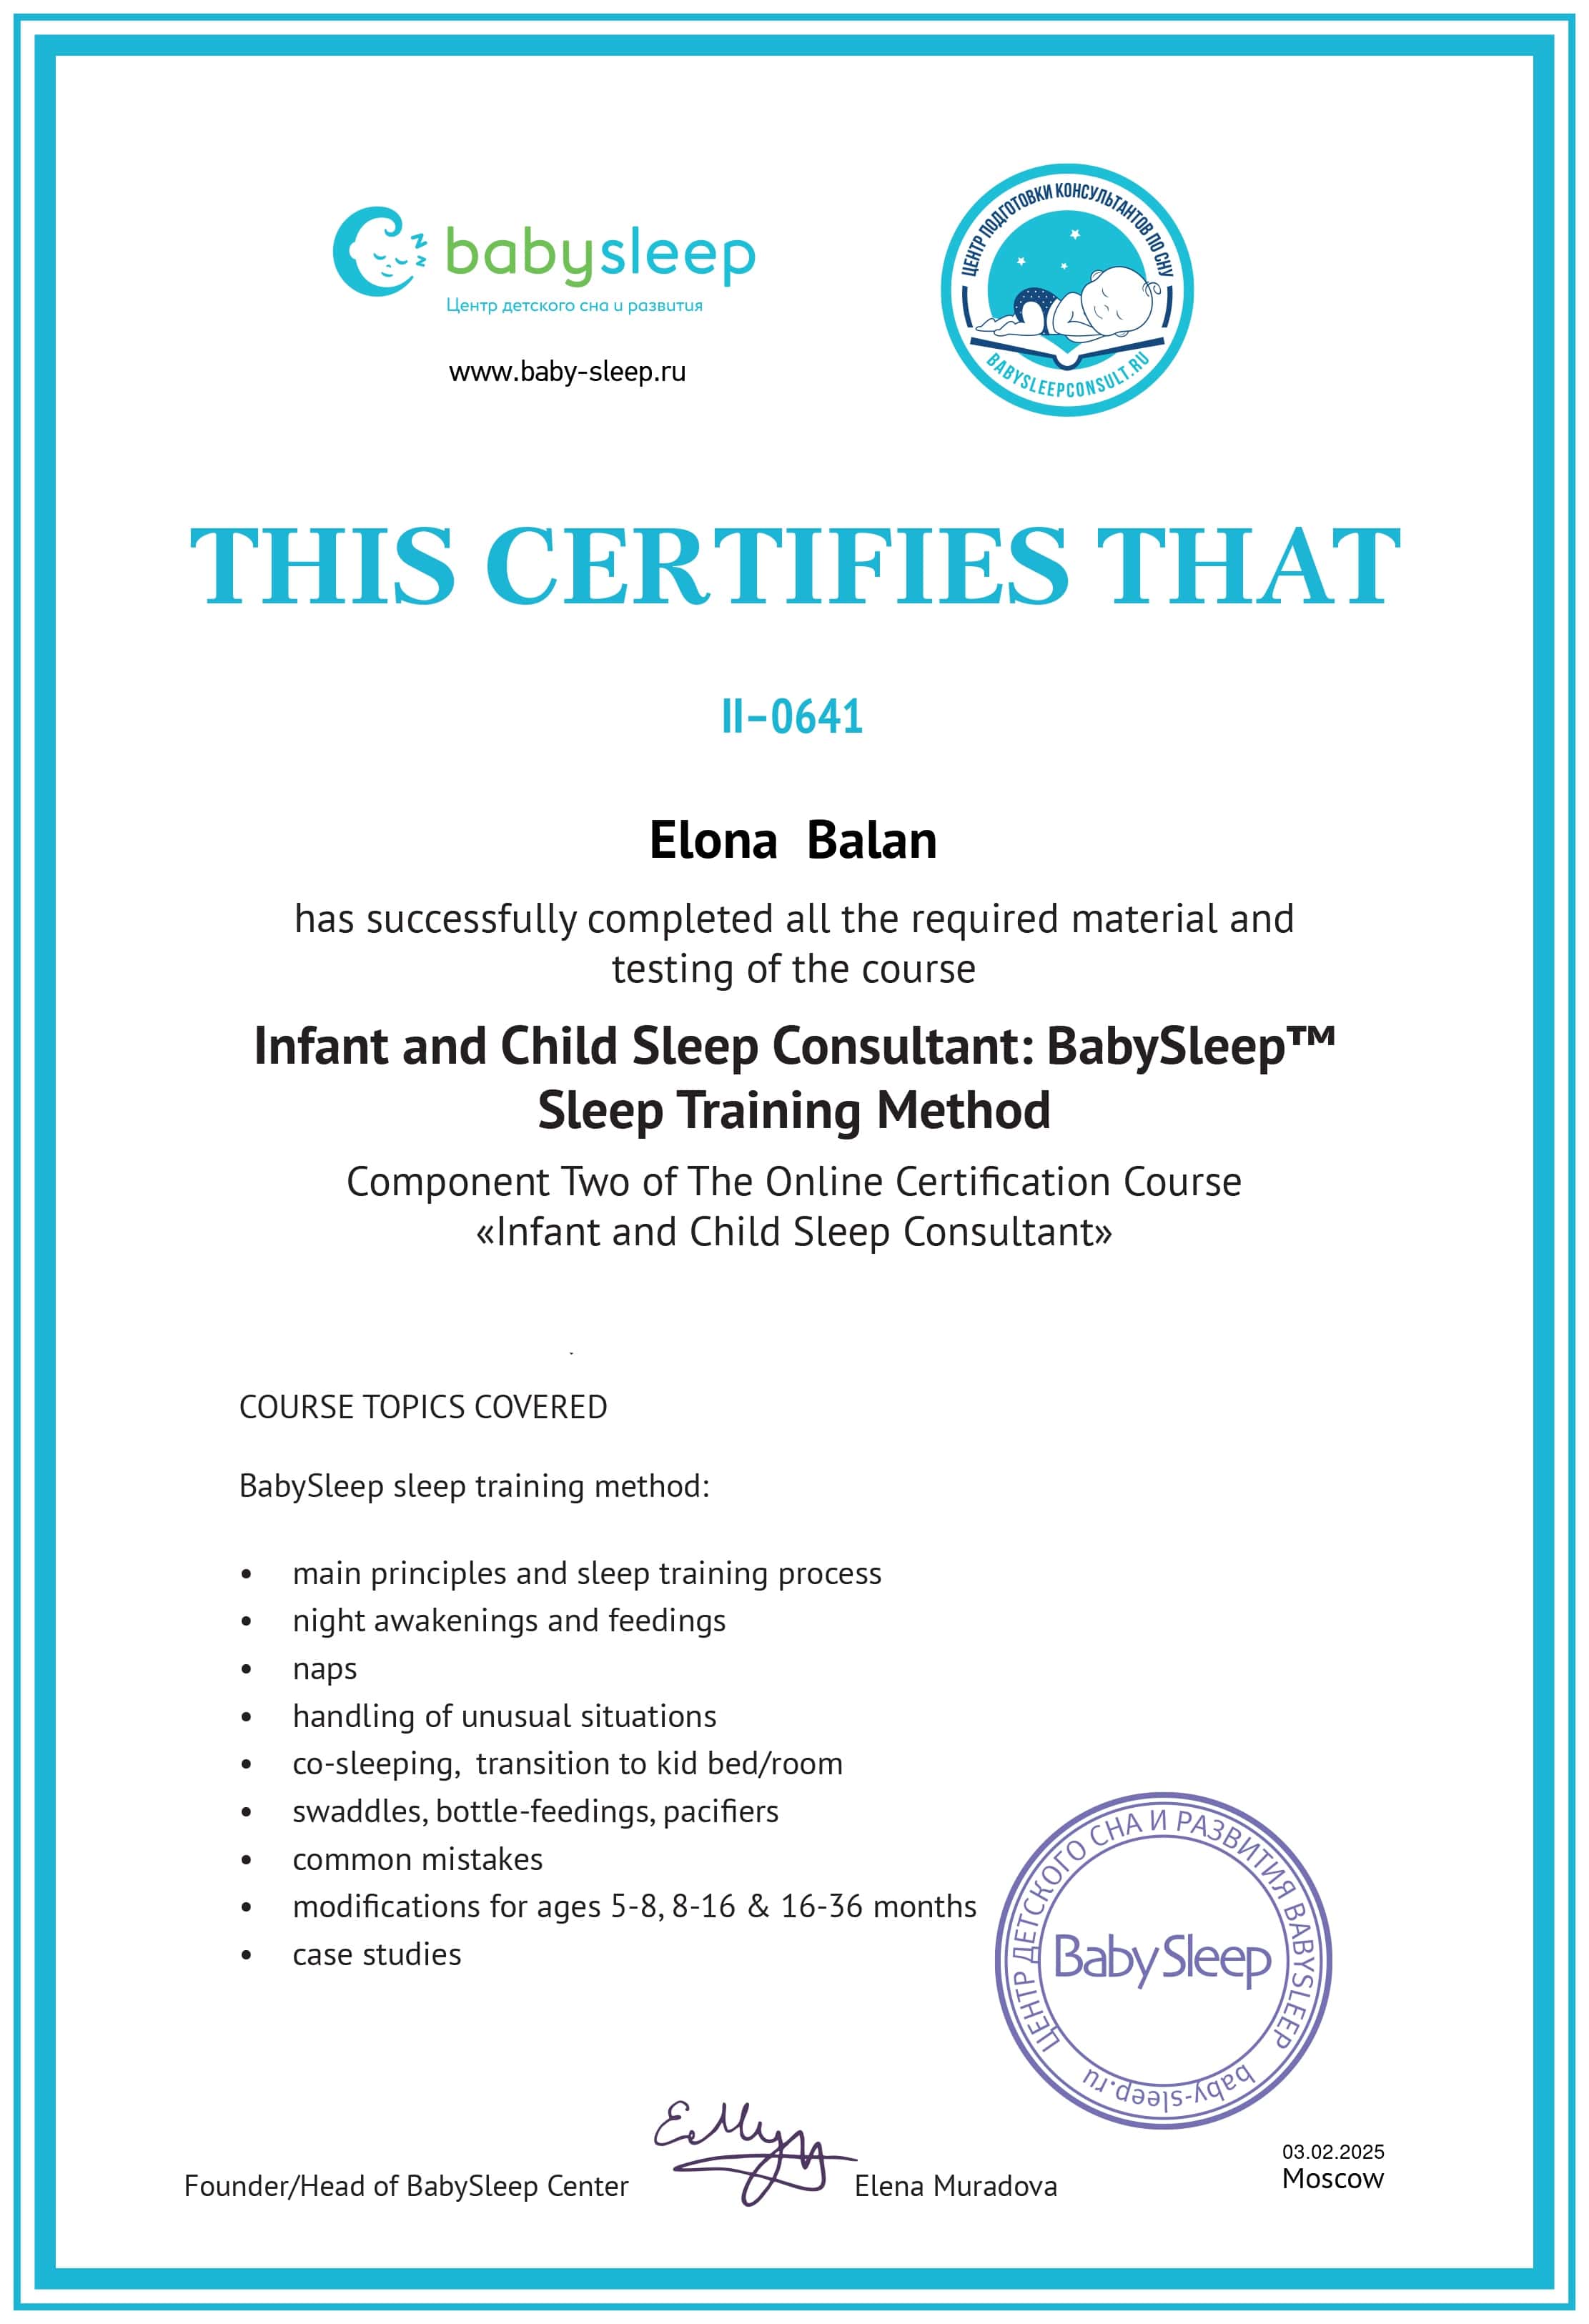 babysleep
Центр детского сна и развития
www.baby-sleep.ru
ЦЕНТР ПОДГОТОВКИ КОНСУЛЬТАНТОВ ПО СНУ
BABYSLEEPCONSULT.RU
THIS CERTIFIES THAT
II–0641
Elona Balan
has successfully completed all the required material and
testing of the course
Infant and Child Sleep Consultant: BabySleep™
Sleep Training Method
Component Two of The Online Certification Course
«Infant and Child Sleep Consultant»
COURSE TOPICS COVERED
BabySleep sleep training method:
• main principles and sleep training process
• night awakenings and feedings
• naps
• handling of unusual situations
• co-sleeping, transition to kid bed/room
• swaddles, bottle-feedings, pacifiers
• common mistakes
• modifications for ages 5-8, 8-16 & 16-36 months
• case studies
ЦЕНТР ДЕТСКОГО СНА И РАЗВИТИЯ BABYSLEEP
BabySleep
baby-sleep.ru
Founder/Head of BabySleep Center
Elena Muradova
03.02.2025
Moscow